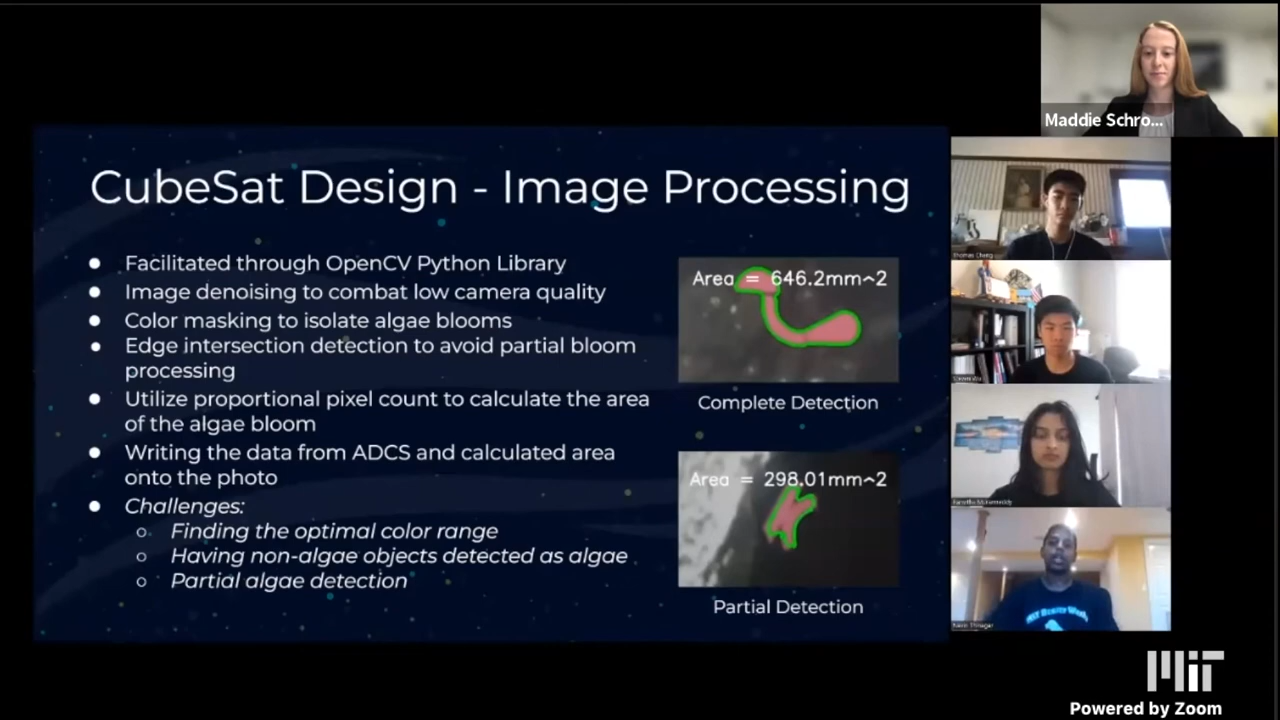 Maddie Schro...
CubeSat Design - Image Processing
● Facilitated through OpenCV Python Library
● Image denoising to combat low camera quality
● Color masking to isolate algae blooms
● Edge intersection detection to avoid partial bloom
processing
● Utilize proportional pixel count to calculate the area
of the algae bloom
● Writing the data from ADCS and calculated area
onto the photo
● Challenges:
○ Finding the optimal color range
○ Having non-algae objects detected as algae
○ Partial algae detection
Area = 646.2mm^2
Complete Detection
Area = 298.01mm^2
Partial Detection
MIT
Powered by Zoom